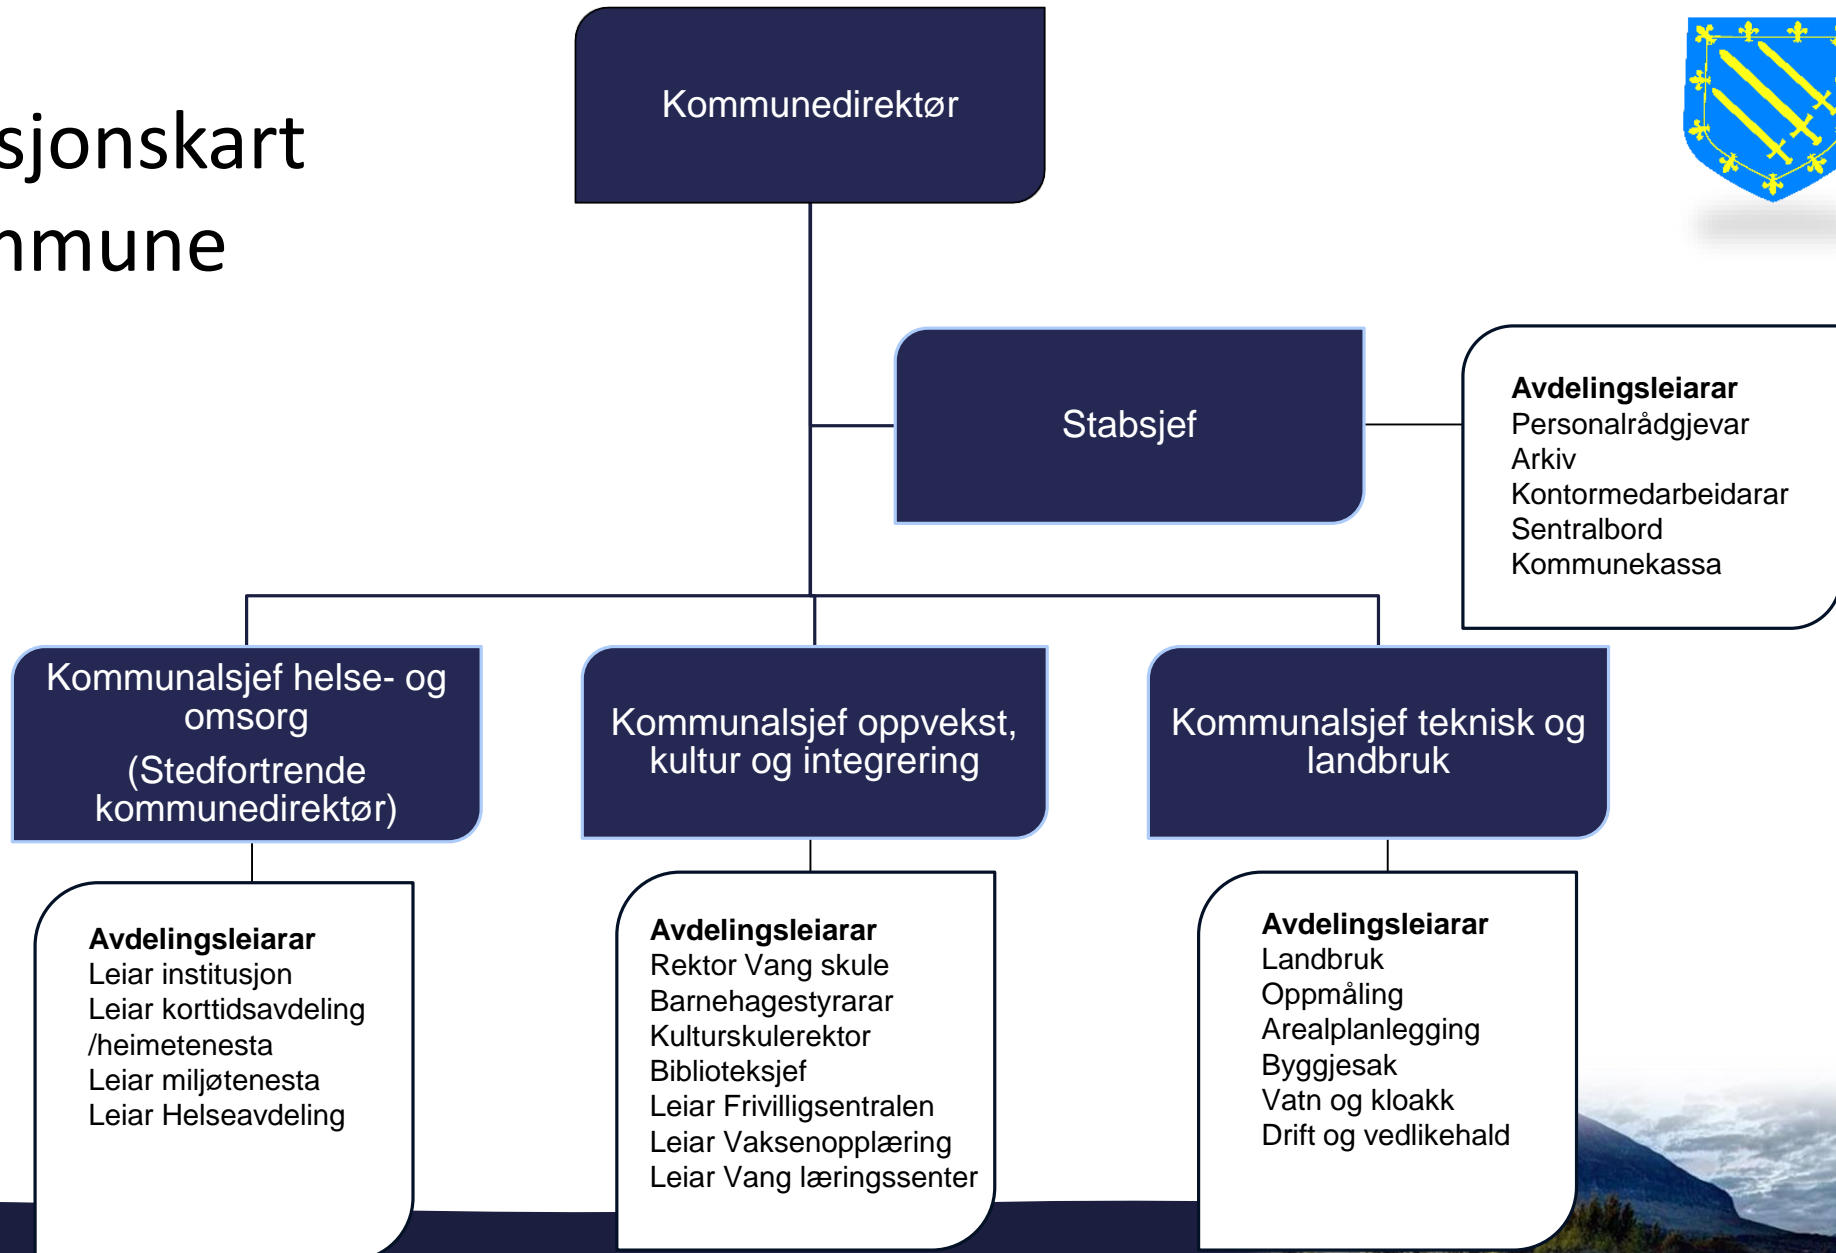 sjonskart
mmune
Kommunedirektør
Stabsjef
Avdelingsleiarar
Personalrådgjevar
Arkiv
Kontormedarbeidarar
Sentralbord
Kommunekassa
Kommunalsjef helse- og
omsorg
(Stedfortrende
kommunedirektør)
Kommunalsjef oppvekst,
kultur og integrering
Kommunalsjef teknisk og
landbruk
Avdelingsleiarar
Leiar institusjon
Leiar korttidsavdeling
/heimetenesta
Leiar miljøtenesta
Leiar Helseavdeling
Avdelingsleiarar
Rektor Vang skule
Barnehagestyrarar
Kulturskulerektor
Biblioteksjef
Leiar Frivilligsentralen
Leiar Vaksenopplæring
Leiar Vang læringssenter
Avdelingsleiarar
Landbruk
Oppmåling
Arealplanlegging
Byggjesak
Vatn og kloakk
Drift og vedlikehald